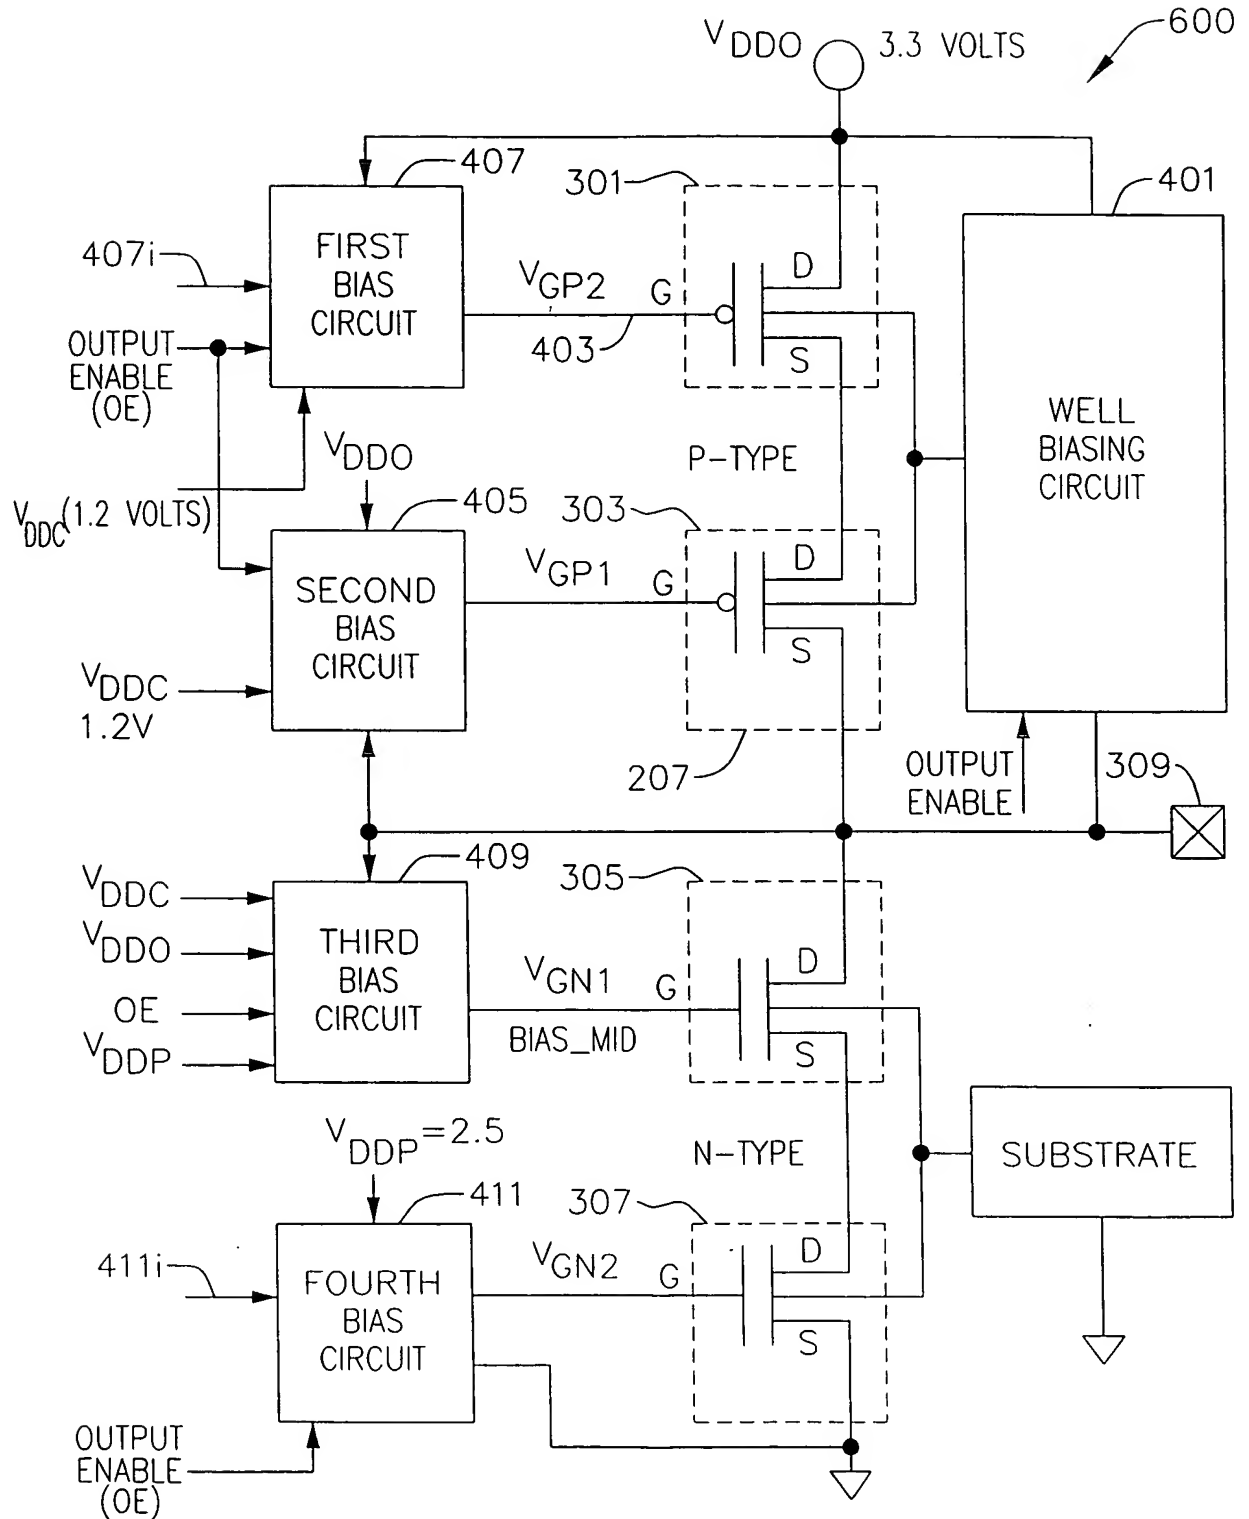 600
VDDO 3.3 VOLTS
407
301
401
407i
FIRST
BIAS
CIRCUIT
VGP2
G
D
S
403
OUTPUT
ENABLE
(OE)
VDDC(1.2 VOLTS)
VDDO
P-TYPE
WELL
BIASING
CIRCUIT
405
303
SECOND
BIAS
CIRCUIT
VGP1
G
D
S
VDDC
1.2V
207
OUTPUT
ENABLE
309
409
305
VDDC
VDDO
OE
VDDP
THIRD
BIAS
CIRCUIT
VGN1
BIAS_MID
G
D
S
VDDP=2.5
N-TYPE
SUBSTRATE
411
307
411i
FOURTH
BIAS
CIRCUIT
VGN2
G
D
S
OUTPUT
ENABLE
(OE)